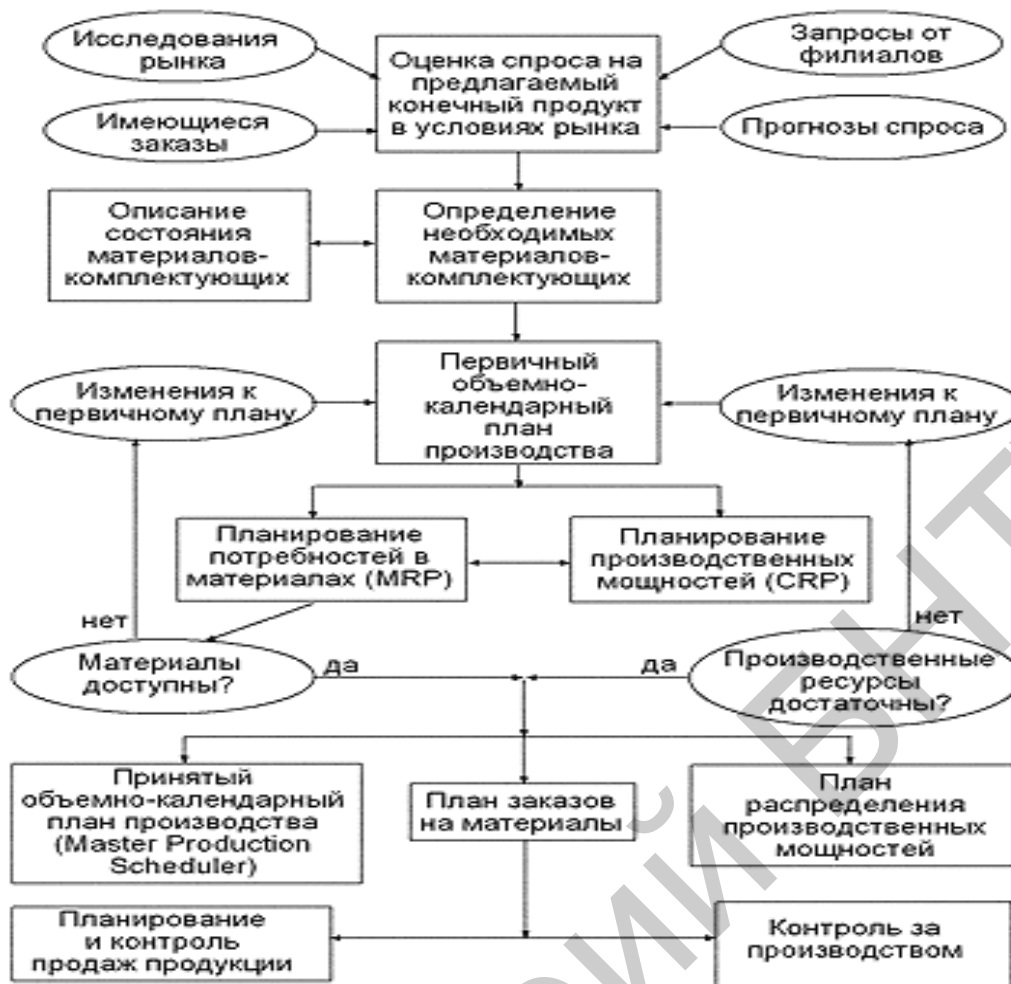 Исследования
рынка
Запросы от
филиалов
Оценка спроса на
предлагаемый
конечный продукт
в условиях рынка
Имеющиеся
заказы
Прогнозы спроса
Описание
состояния
материалов-
комплектующих
Определение
необходимых
материалов-
комплектующих
Первичный
объемно-
календарный
план
производства
Изменения к
первичному плану
Изменения к
первичному плану
Планирование
потребностей в
материалах (MRP)
Планирование
производственных
мощностей (CRP)
нет
нет
Материалы
доступны?
да
да
Производственные
ресурсы
достаточны?
Принятый
объемно-календарный
план производства
(Master Production
Scheduler)
План заказов
на материалы
План
распределения
производственных
мощностей
Планирование
и контроль
продаж продукции
Контроль за
производством